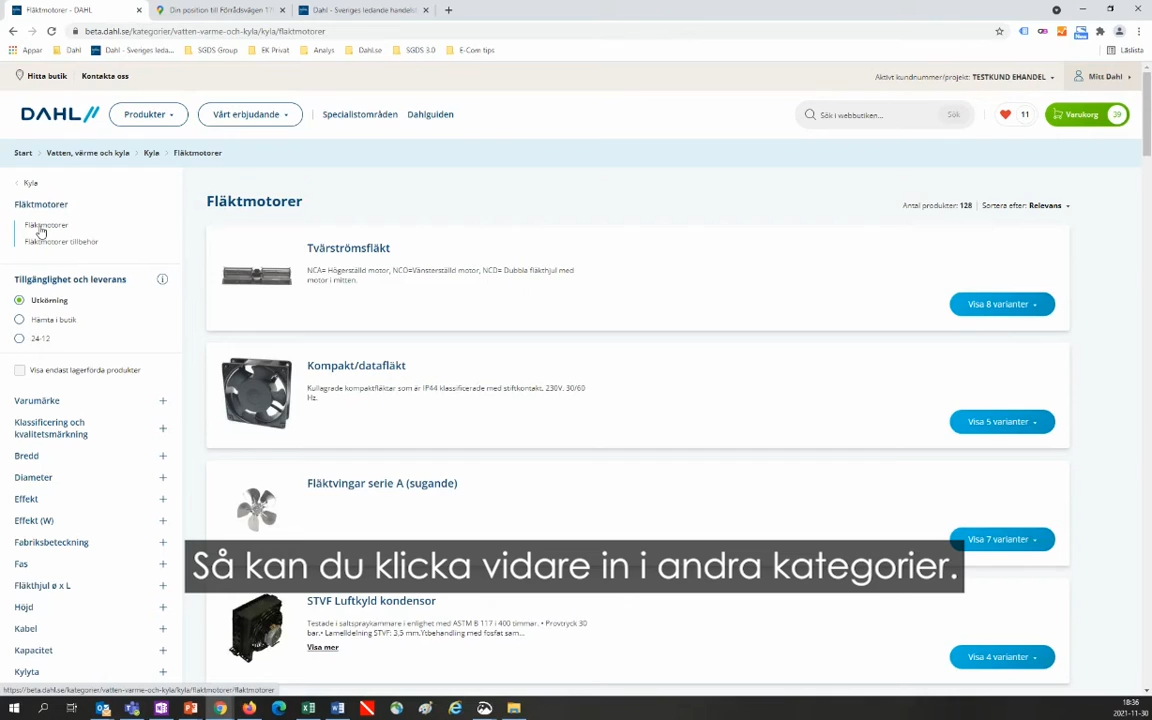 Fläktmotorer - DAHL
Din position till Förrådsvägen 17
Dahl - Sveriges ledande handelsf
beta.dahl.se/kategorier/vatten-varme-och-kyla/kyla/flaktmotorer
Appar
Dahl
Dahl - Sveriges leda...
SGDS Group
EK Privat
Analys
Dahl.se
SGDS 3.0
E-Com tips
Läslista
Hitta butik
Kontakta oss
Aktivt kundnummer/projekt: TESTKUND EHANDEL
Mitt Dahl
DAHL
Produkter
Vårt erbjudande
Specialistområden
Dahlguiden
Sök i webbutiken...
Sök
11
Varukorg
39
Start
Vatten, värme och kyla
Kyla
Fläktmotorer
Kyla
Fläktmotorer
Fläktmotorer
Fläktmotorer tillbehör
Tillgänglighet och leverans
Utkörning
Hämta i butik
24-12
Visa endast lagerförda produkter
Varumärke
Klassificering och
kvalitetsmärkning
Bredd
Diameter
Effekt
Effekt (W)
Fabriksbeteckning
Fas
Fläkthjul ø x L
Höjd
Kabel
Kapacitet
Kylyta
Fläktmotorer
Antal produkter: 128
Sortera efter: Relevans
Tvärströmsfläkt
NCA= Högerställd motor, NCO=Vänsterställd motor, NCD= Dubbla fläkthjul med
motor i mitten.
Visa 8 varianter
Kompakt/datafläkt
Kullagrade kompaktfläktar som är IP44 klassificerade med stiftkontakt. 230V. 30/60
Hz.
Visa 5 varianter
Fläktvingar serie A (sugande)
Visa 7 varianter
Så kan du klicka vidare in i andra kategorier.
STVF Luftkyld kondensor
Testade i saltspraykammare i enlighet med ASTM B 117 i 400 timmar. • Provtryck 30
bar.• Lamelldelning STVF: 3,5 mm.Ytbehandling med fosfat sam...
Visa mer
Visa 4 varianter
https://beta.dahl.se/kategorier/vatten-varme-och-kyla/kyla/flaktmotorer/flaktmotorer
18:36
2021-11-30